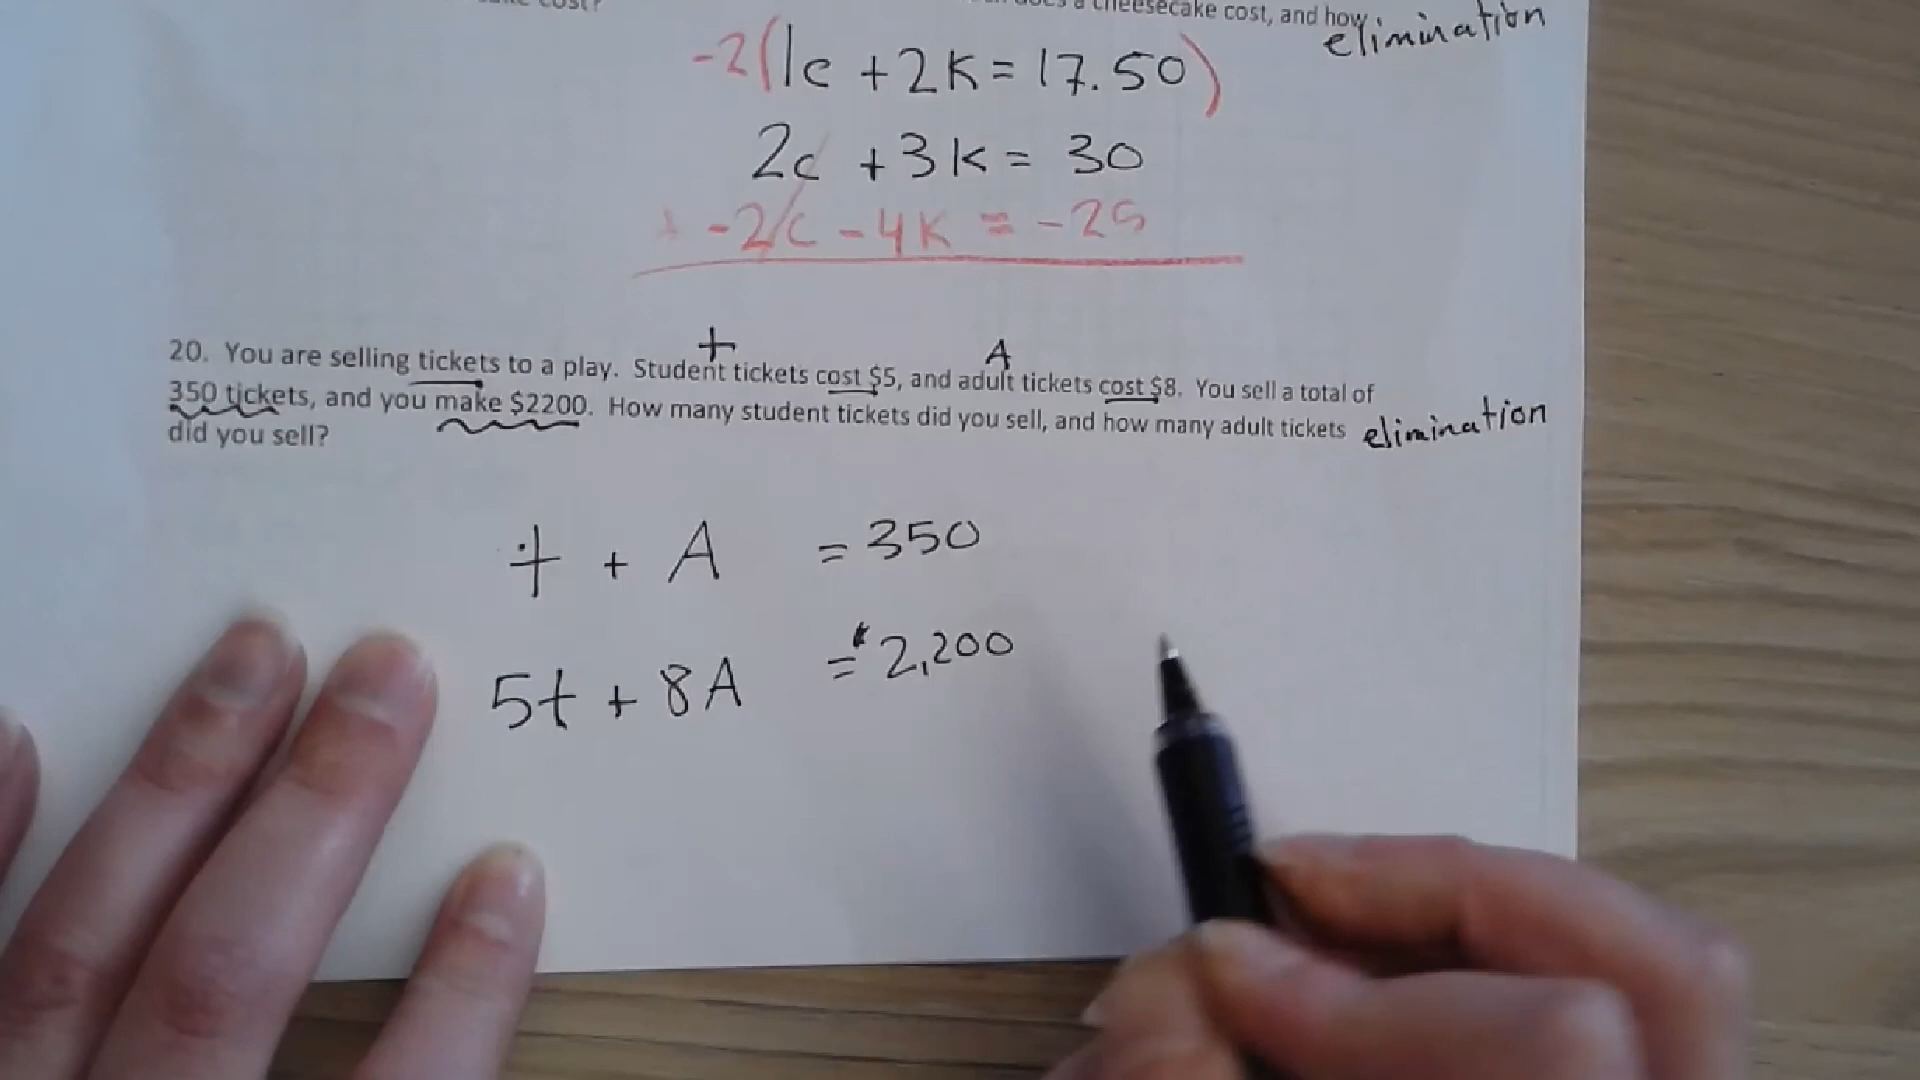 cost?
a cheesecake cost, and how
elimination
-2(1c + 2K = 17.50)
2c + 3K = 30
+ -2c - 4K = -25
t A
20. You are selling tickets to a play. Student tickets cost $5, and adult tickets cost $8. You sell a total of
350 tickets, and you make $2200. How many student tickets did you sell, and how many adult tickets
elimination
did you sell?
t + A = 350
5t + 8A = 2,200